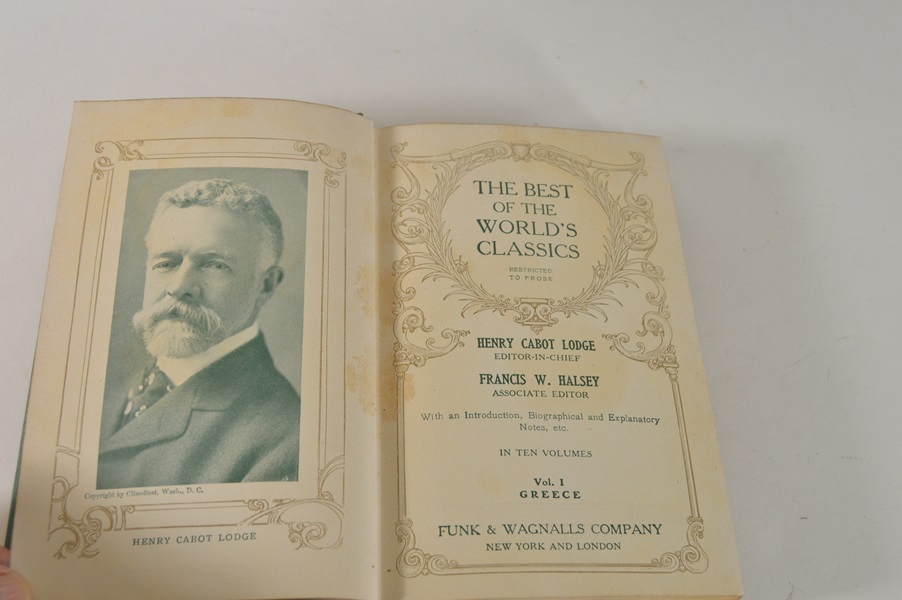 Copyright by Clinedinst, Wash., D. C.
HENRY CABOT LODGE
THE BEST
OF THE
WORLD'S
CLASSICS
RESTRICTED
TO PROSE
HENRY CABOT LODGE
EDITOR-IN-CHIEF
FRANCIS W. HALSEY
ASSOCIATE EDITOR
With an Introduction, Biographical and Explanatory
Notes, etc.
IN TEN VOLUMES
Vol. I
GREECE
FUNK & WAGNALLS COMPANY
NEW YORK AND LONDON